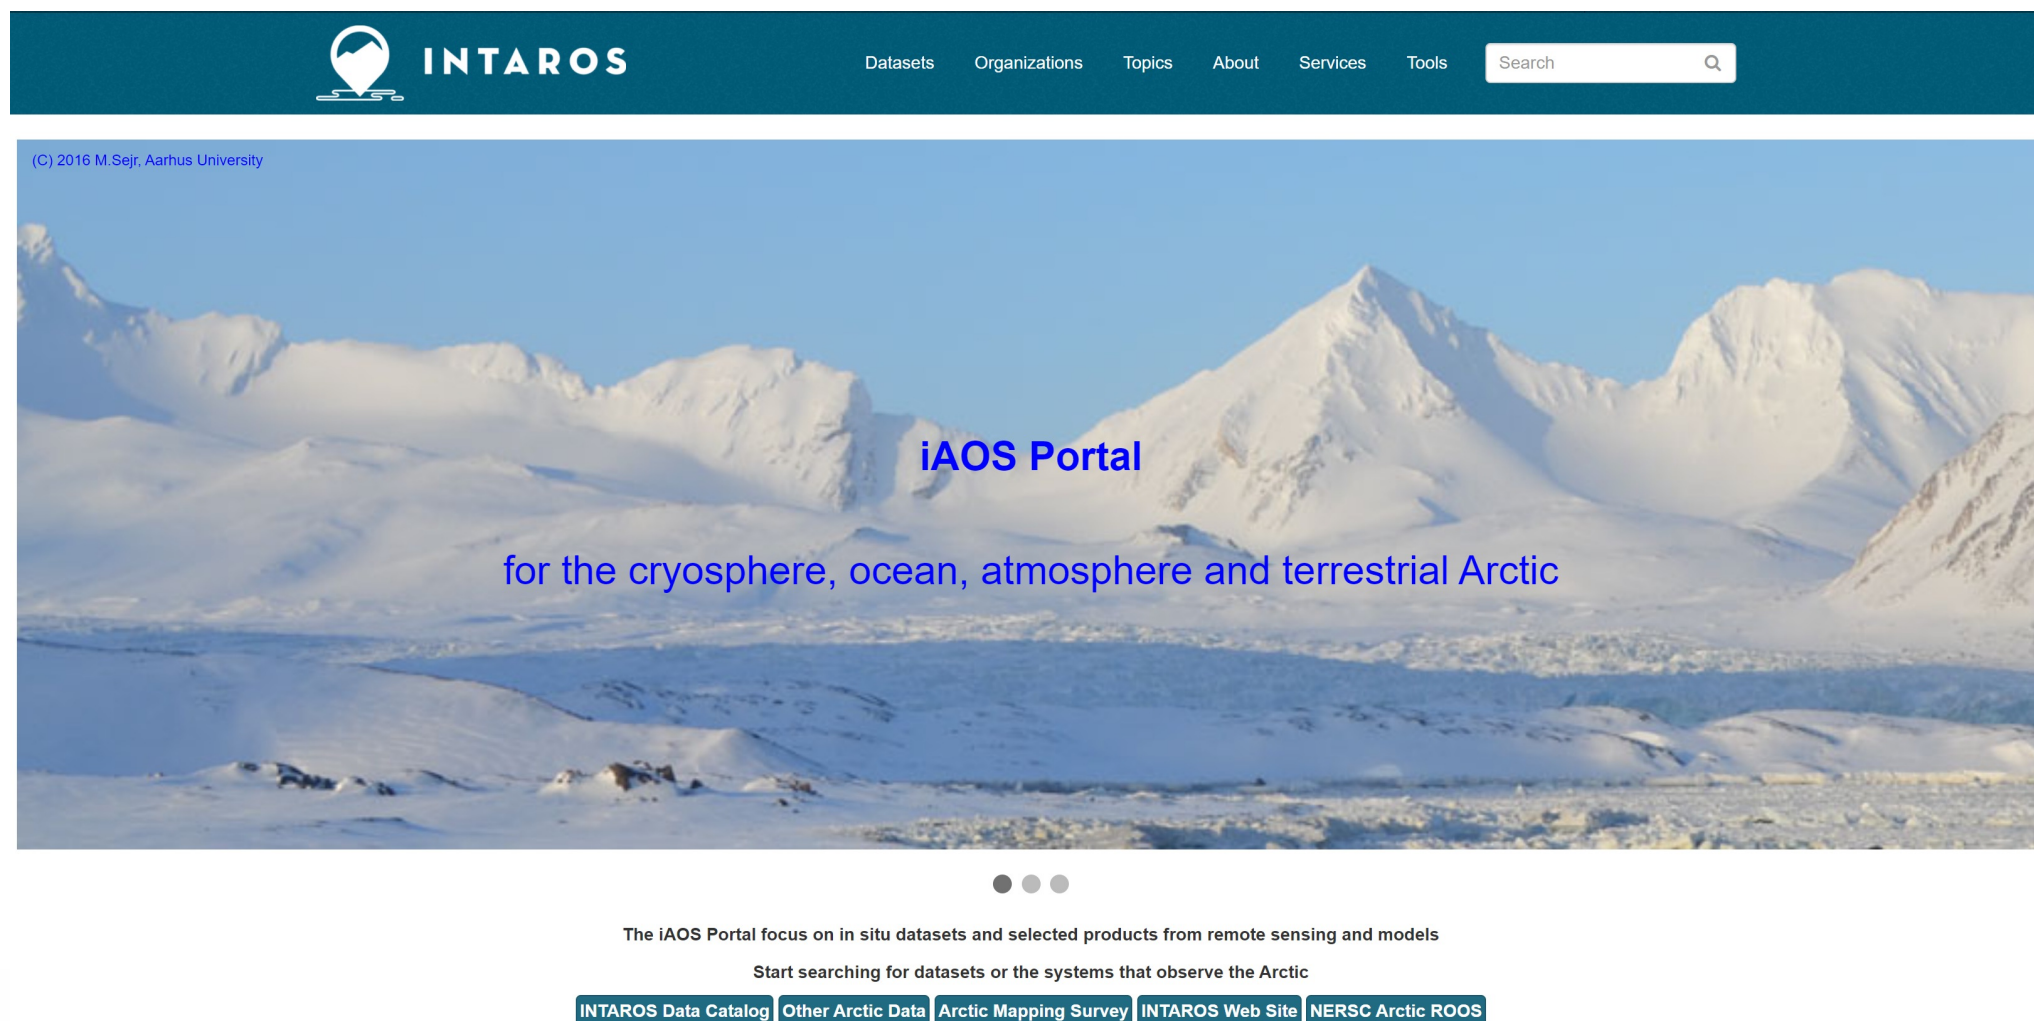 INTAROS
Datasets Organizations Topics About Services Tools Search
(C) 2016 M.Sejr, Aarhus University
iAOS Portal
for the cryosphere, ocean, atmosphere and terrestrial Arctic
The iAOS Portal focus on in situ datasets and selected products from remote sensing and models
Start searching for datasets or the systems that observe the Arctic
INTAROS Data Catalog Other Arctic Data Arctic Mapping Survey INTAROS Web Site NERSC Arctic ROOS